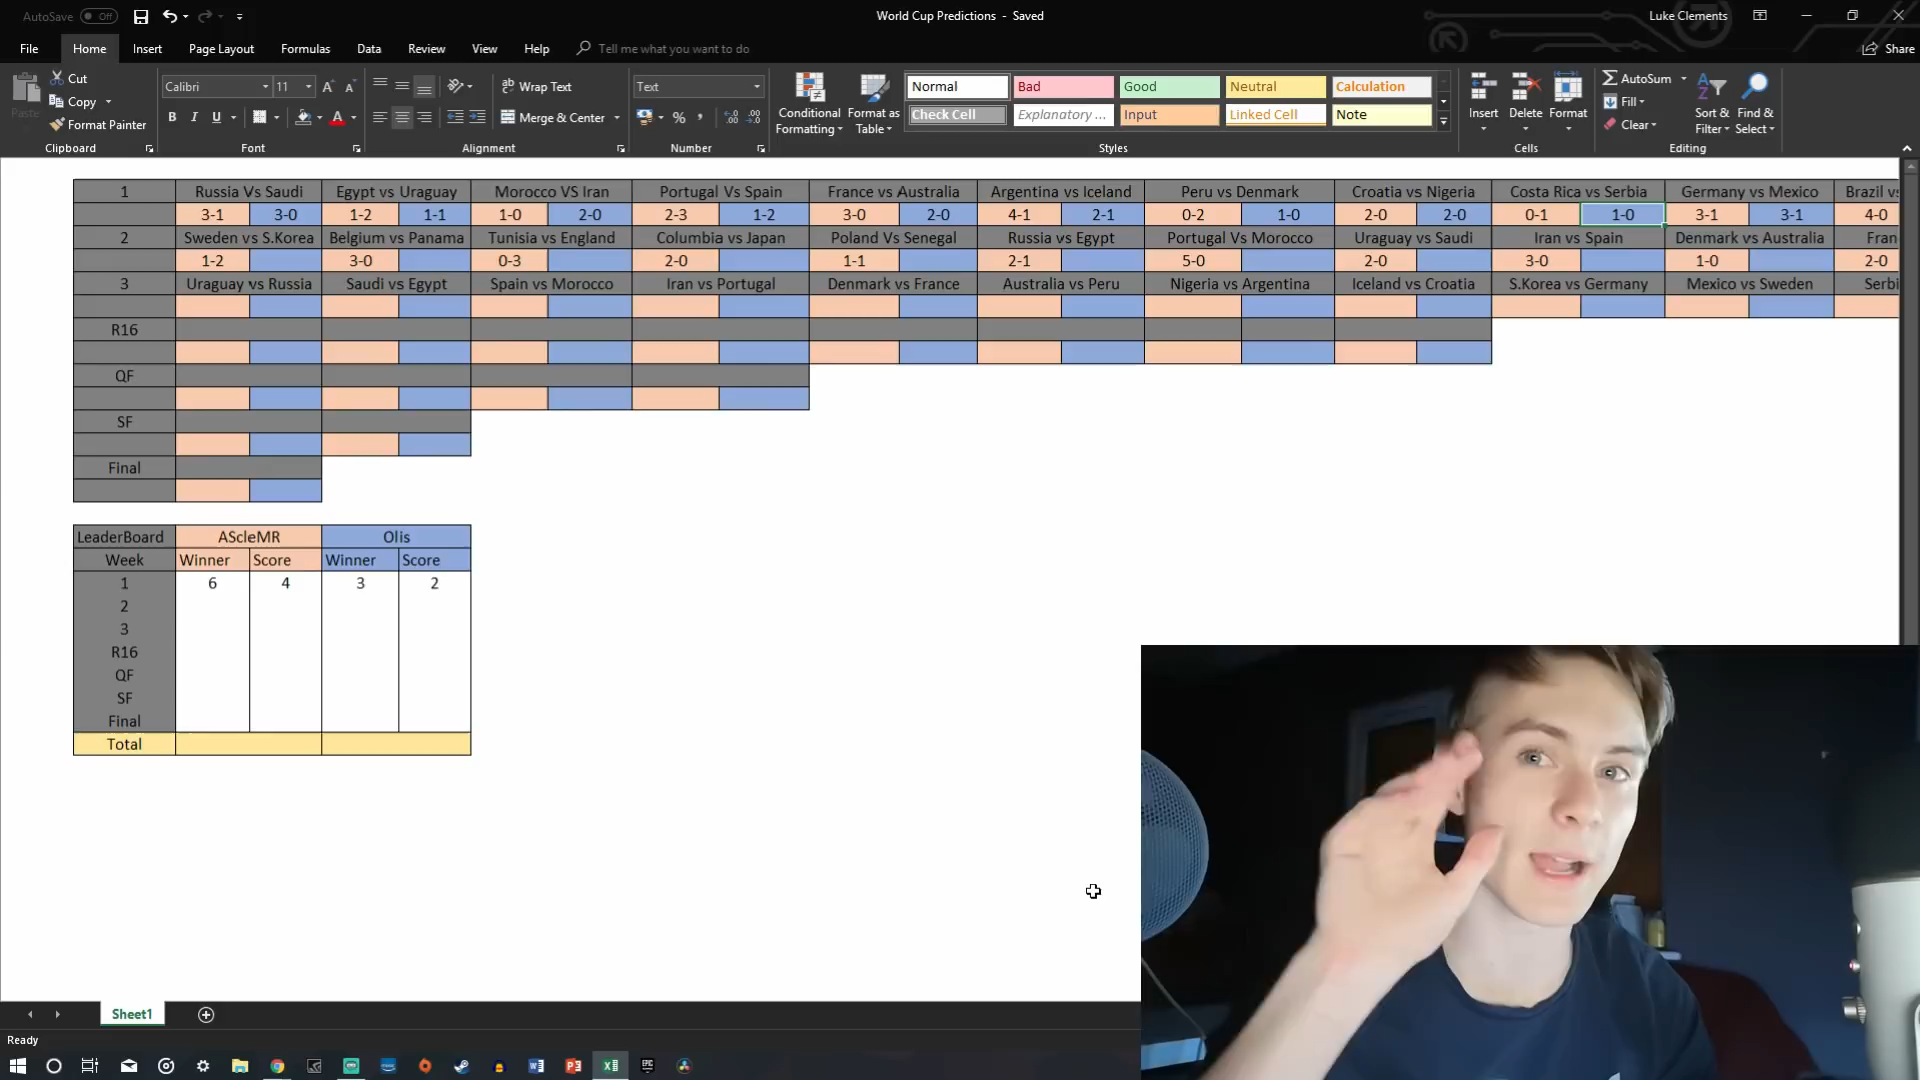 AutoSave Off
World Cup Predictions - Saved
Luke Clements
File Home Insert Page Layout Formulas Data Review View Help Tell me what you want to do
Share
Paste
Cut
Copy
Format Painter
Clipboard
Calibri 11
B I U A
Font
Wrap Text
Merge & Center
Alignment
Text
%
Number
Conditional Formatting
Format as Table
Normal Bad Good Neutral Calculation
Check Cell Explanatory ... Input Linked Cell Note
Styles
Insert Delete Format
Cells
AutoSum
Fill
Clear
Sort & Filter
Find & Select
Editing
1 Russia Vs Saudi Egypt vs Uraguay Morocco VS Iran Portugal Vs Spain France vs Australia Argentina vs Iceland Peru vs Denmark Croatia vs Nigeria Costa Rica vs Serbia Germany vs Mexico Brazil vs
3-1 3-0 1-2 1-1 1-0 2-0 2-3 1-2 3-0 2-0 4-1 2-1 0-2 1-0 2-0 2-0 0-1 1-0 3-1 3-1 4-0
2 Sweden vs S.Korea Belgium vs Panama Tunisia vs England Columbia vs Japan Poland VS Senegal Russia vs Egypt Portugal Vs Morocco Uraguay vs Saudi Iran vs Spain Denmark vs Australia Fran
1-2 3-0 0-3 2-0 1-1 2-1 5-0 2-0 3-0 1-0 2-0
3 Uraguay vs Russia Saudi vs Egypt Spain vs Morocco Iran vs Portugal Denmark vs France Australia vs Peru Nigeria vs Argentina Iceland vs Croatia S.Korea vs Germany Mexico vs Sweden Serbi
R16
QF
SF
Final
LeaderBoard AScleMR Olis
Week Winner Score Winner Score
1 6 4 3 2
2
3
R16
QF
SF
Final
Total
Sheet1
Ready